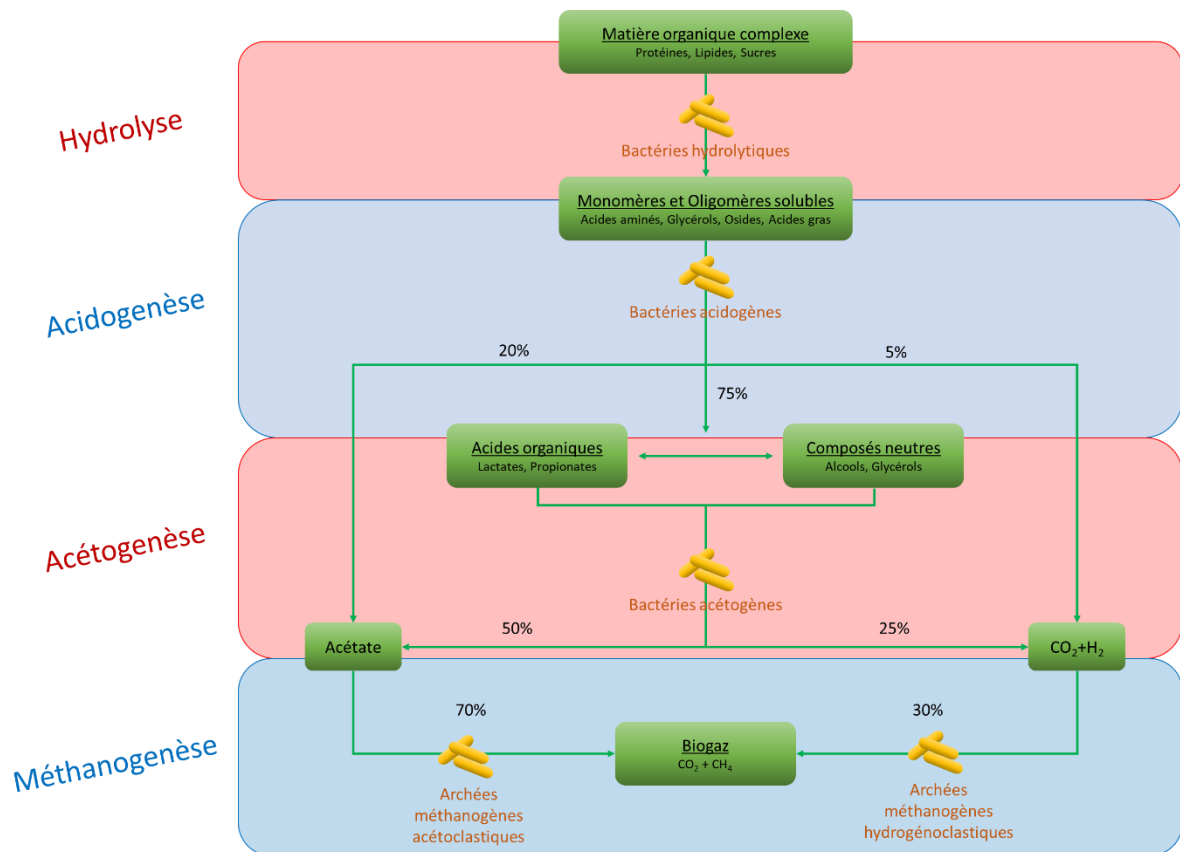 Matière organique complexe
Protéines, Lipides, Sucres
Hydrolyse
Bactéries hydrolytiques
Monomères et Oligomères solubles
Acides aminés, Glycérols, Osides, Acides gras
Acidogenèse
Bactéries acidogènes
20%
5%
75%
Acides organiques
Lactates, Propionates
Composés neutres
Alcools, Glycérols
Acétogenèse
Bactéries acétogènes
50%
25%
Acétate
CO₂+H₂
Méthanogenèse
70%
30%
Biogaz
CO₂ + CH₄
Archées
méthanogènes
acétoclastiques
Archées
méthanogènes
hydrogénoclastiques